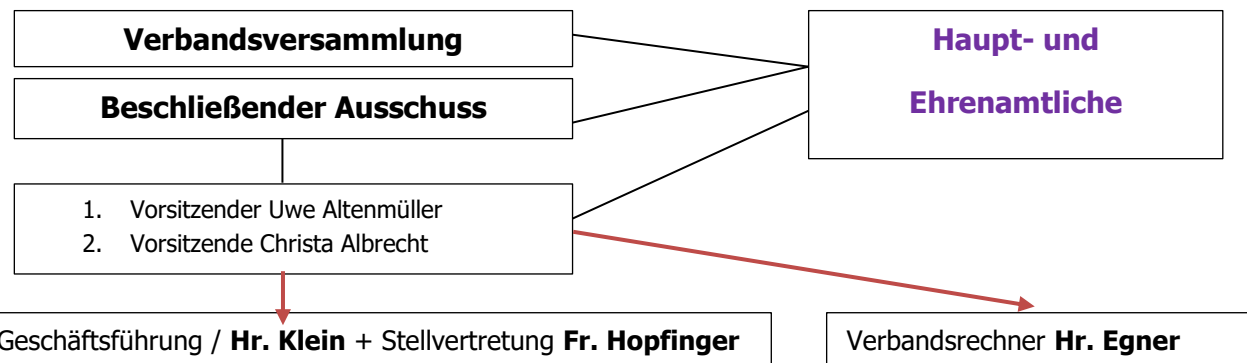 Verbandsversammlung
Haupt- und
Ehrenamtliche
Beschließender Ausschuss
1. Vorsitzender Uwe Altenmüller
2. Vorsitzende Christa Albrecht
Geschäftsführung / Hr. Klein + Stellvertretung Fr. Hopfinger
Verbandsrechner Hr. Egner